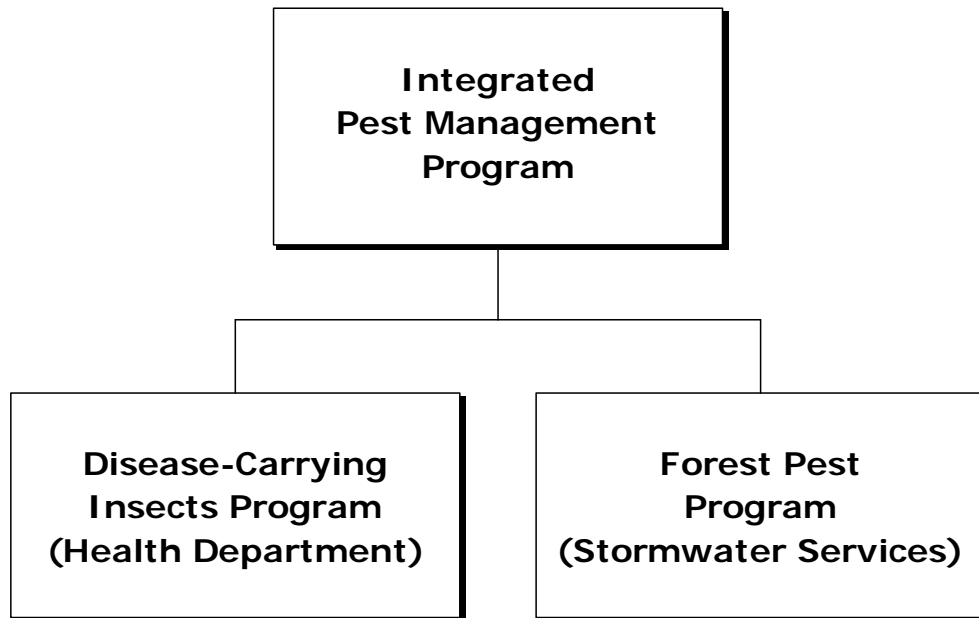 Integrated
Pest Management
Program
Disease-Carrying
Insects Program
(Health Department)
Forest Pest
Program
(Stormwater Services)